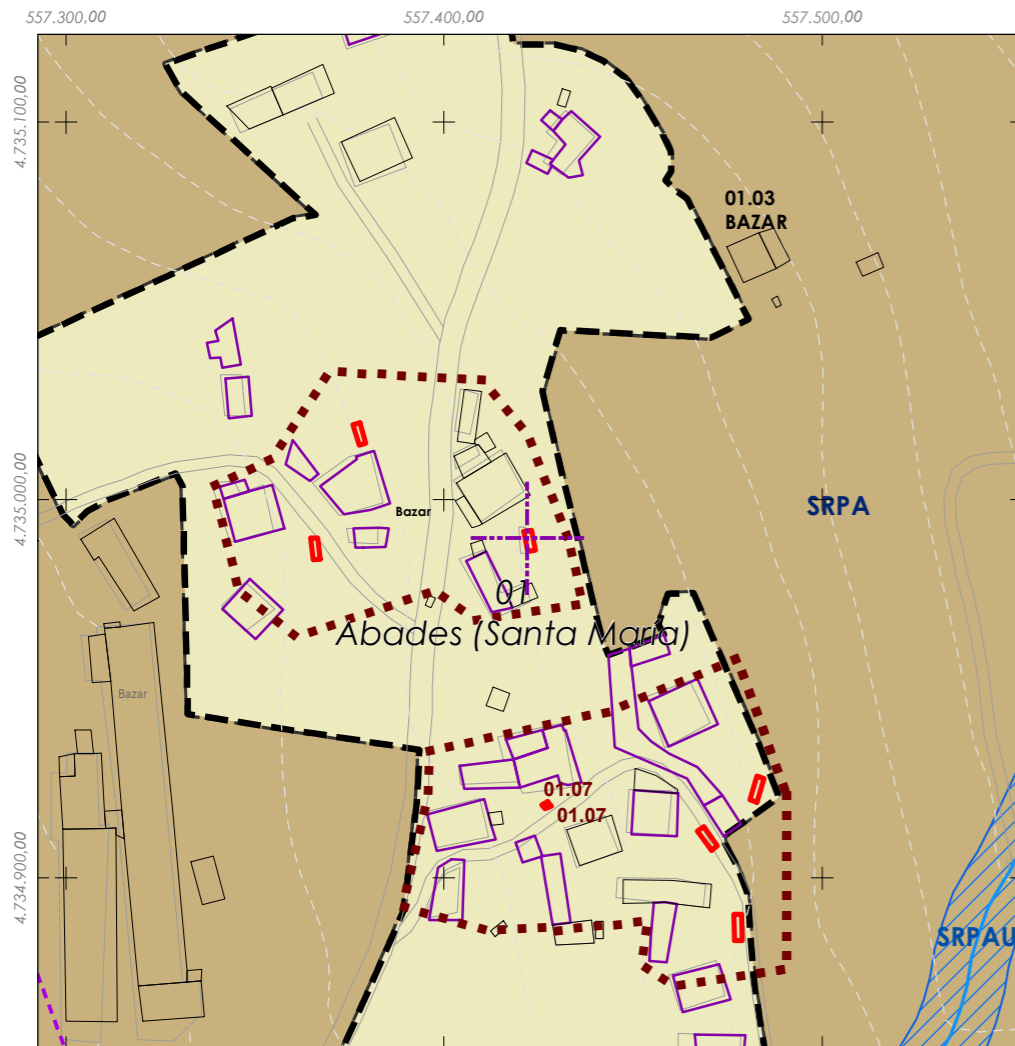 557.300,00
557.400,00
557.500,00
4.735.100,00
01.03
BAZAR
4.735.000,00
SRPA
Bazar
01
Abades (Santa María)
Bazar
01.07
01.07
4.734.900,00
SRPAU